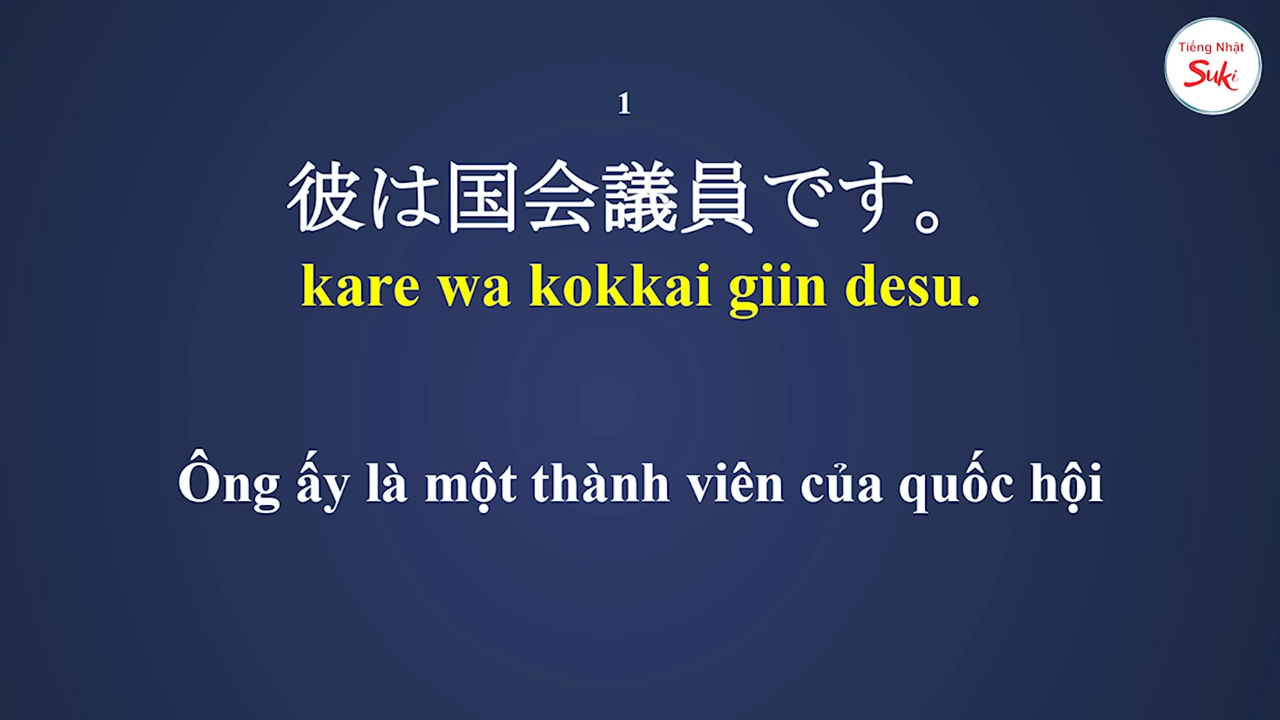 Tiếng Nhật
Suki
1
彼は国会議員です。
kare wa kokkai giin desu.
Ông ấy là một thành viên của quốc hội